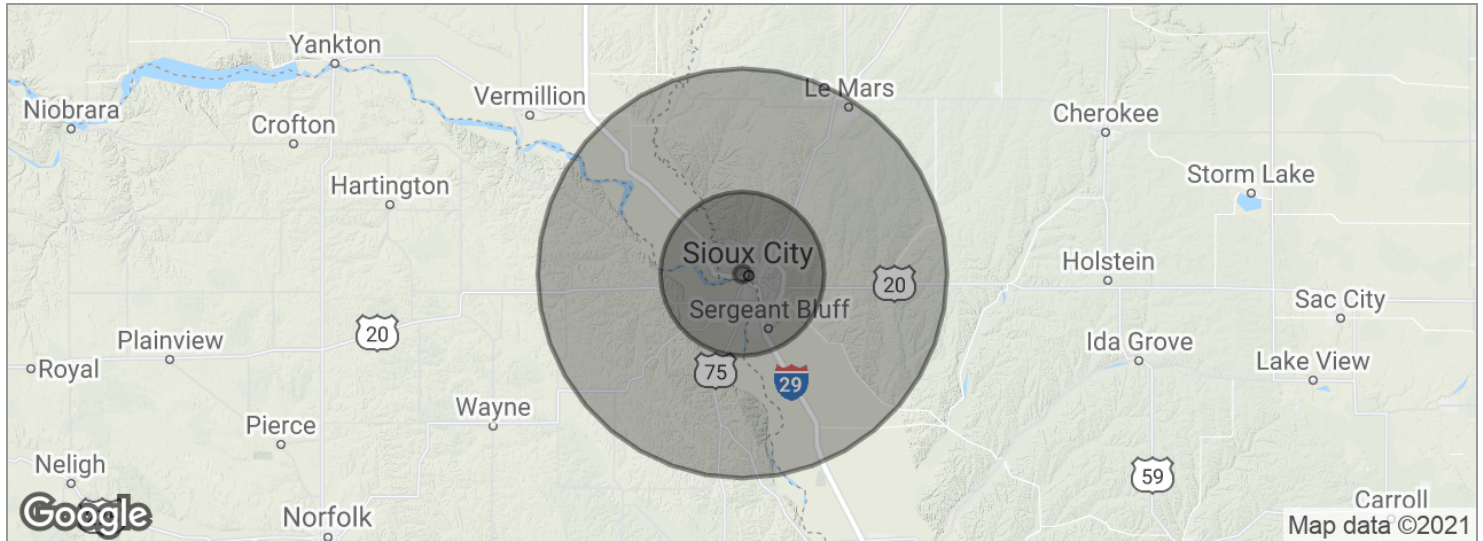 Yankton
Le Mars
Vermillion
Niobrara
Cherokee
Crofton
Storm Lake
Hartington
Sioux City
Holstein
20
Sac City
Sergeant Bluff
20
Plainview
Ida Grove
Lake View
Royal
75
29
Wayne
Pierce
Neligh
59
Carroll
Google
Norfolk
Map data ©2021